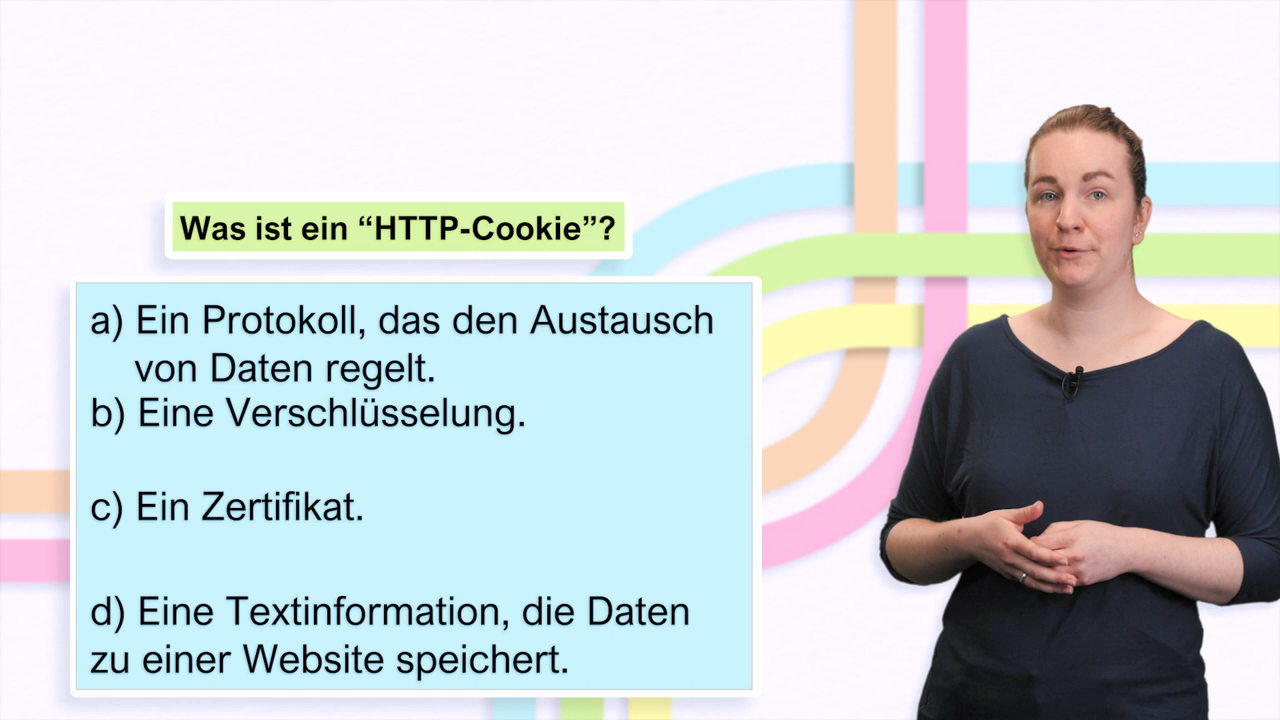 Was ist ein “HTTP-Cookie”?
a) Ein Protokoll, das den Austausch
von Daten regelt.
b) Eine Verschlüsselung.
c) Ein Zertifikat.
d) Eine Textinformation, die Daten
zu einer Website speichert.